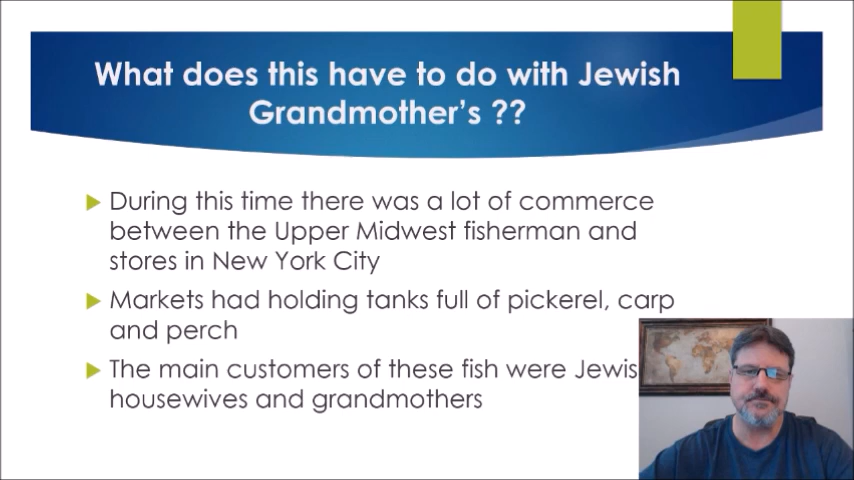 What does this have to do with Jewish
Grandmother's ??
During this time there was a lot of commerce
between the Upper Midwest fisherman and
stores in New York City
Markets had holding tanks full of pickerel, carp
and perch
The main customers of these fish were Jewis
housewives and grandmothers